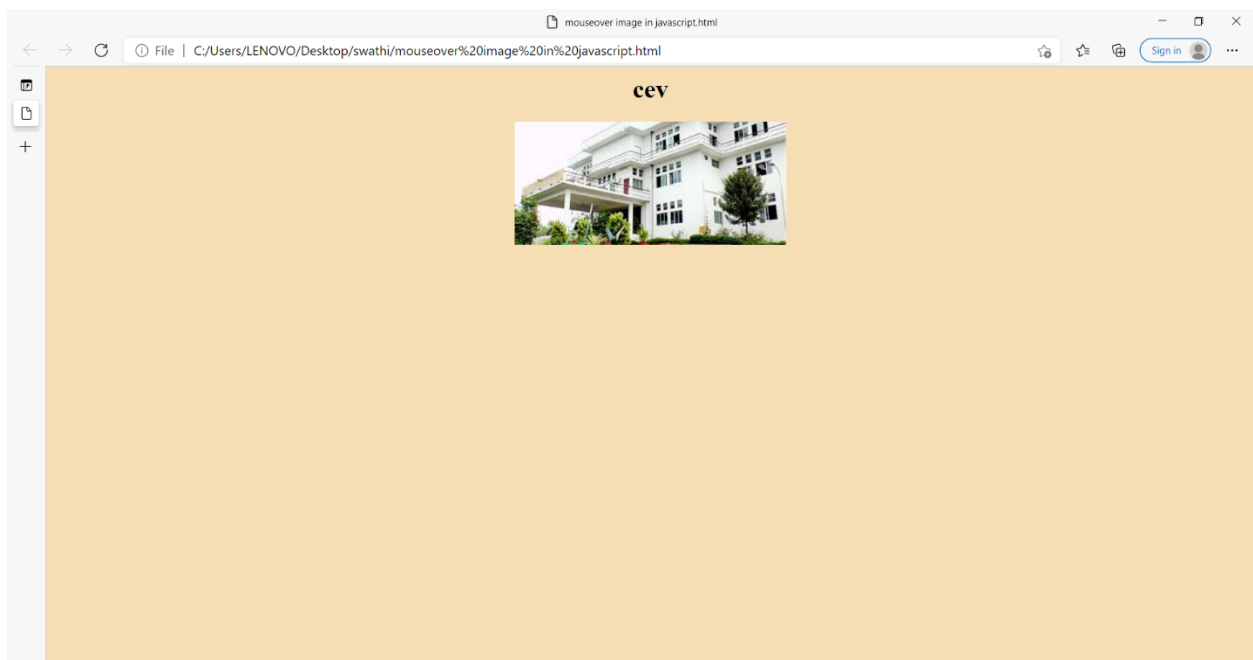 mouseover image in javascript.html
File | C:/Users/LENOVO/Desktop/swathi/mouseover%20image%20in%20javascript.html
Sign in
cev